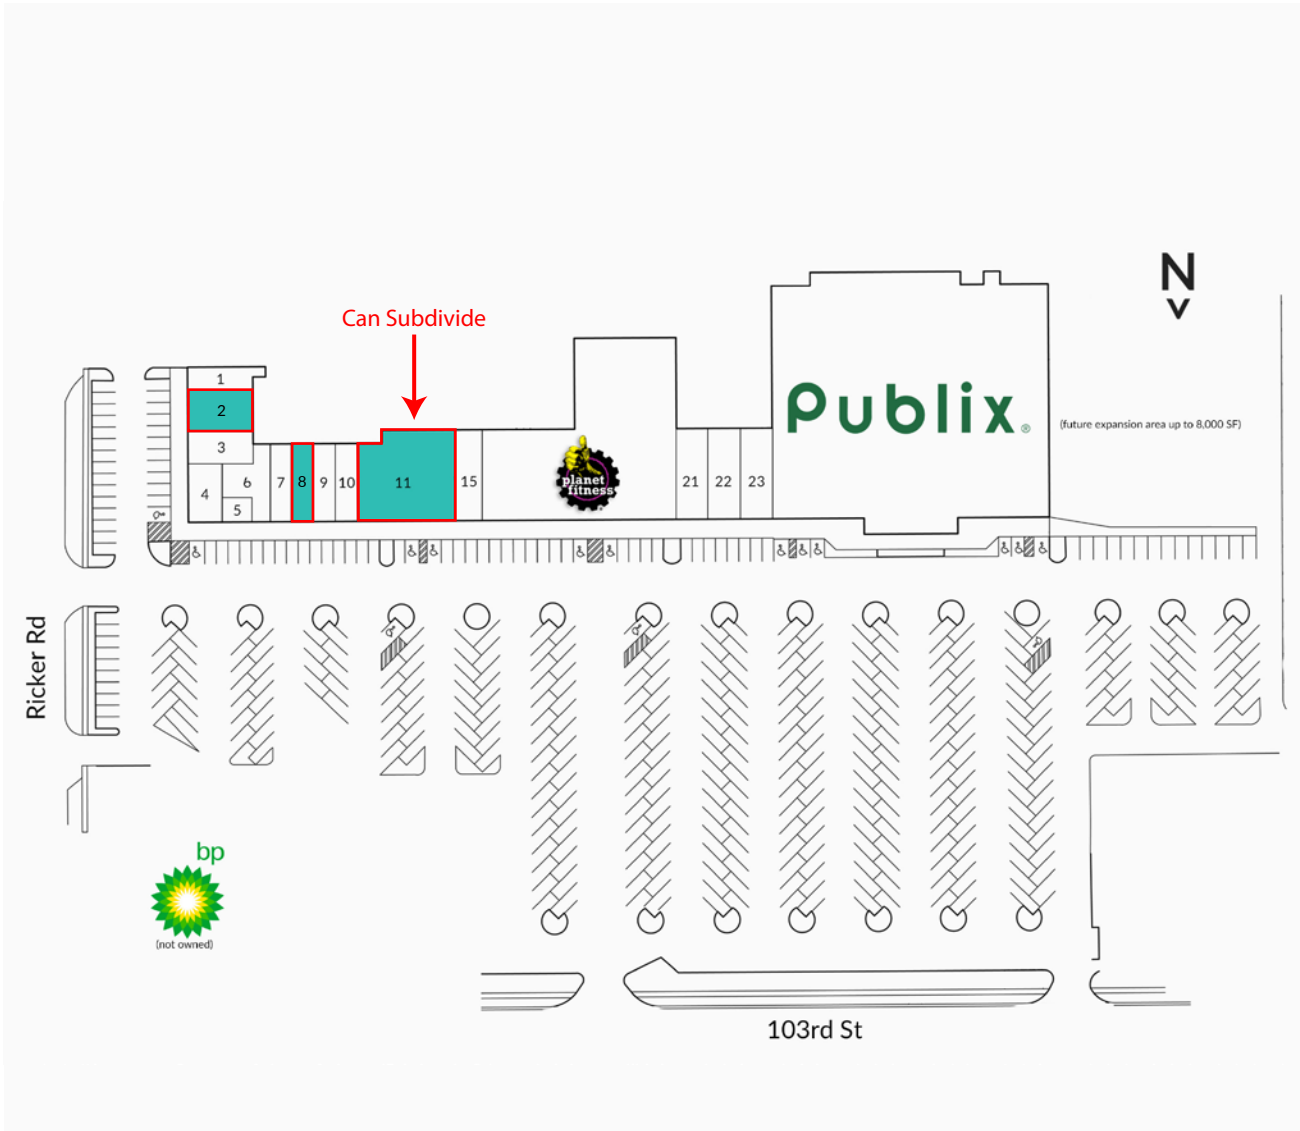 N
Can Subdivide
1
2
3
4
5
6
7
8
9
10
11
15
planet
fitness
21
22
23
Publix®
(future expansion area up to 8,000 SF)
Ricker Rd
bp
(not owned)
103rd St